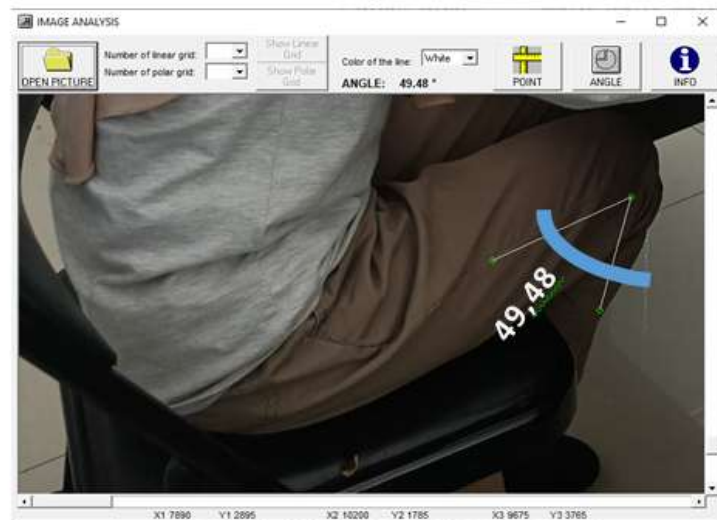 IMAGE ANALYSIS
OPEN PICTURE
Number of linear grid:
Number of polar grid:
Show Linear Grid
Show Polar Grid
Color of the line: White
ANGLE: 49.48 °
POINT
ANGLE
INFO
49,48
X1 7890 Y1 2895 X2 10200 Y2 1785 X3 9675 Y3 3765